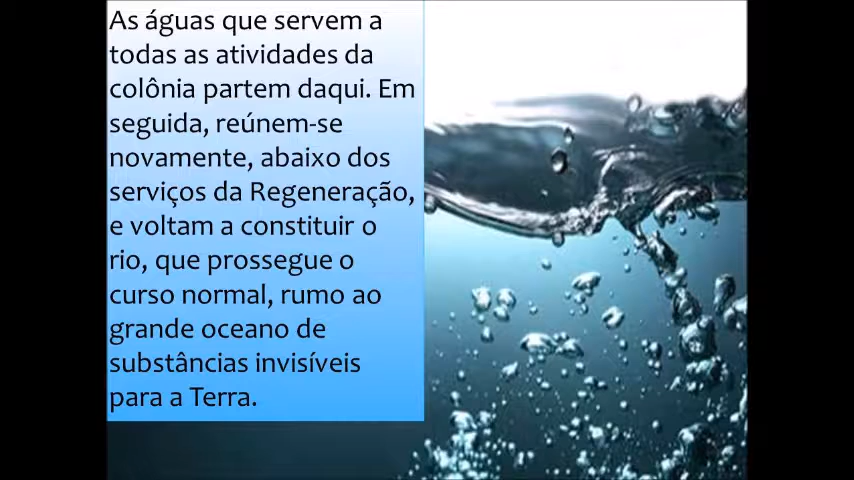 As águas que servem a
todas as atividades da
colônia partem daqui. Em
seguida, reúnem-se
novamente, abaixo dos
serviços da Regeneração,
e voltam a constituir o
rio, que prossegue o
curso normal, rumo ao
grande oceano de
substâncias invisíveis
para a Terra.